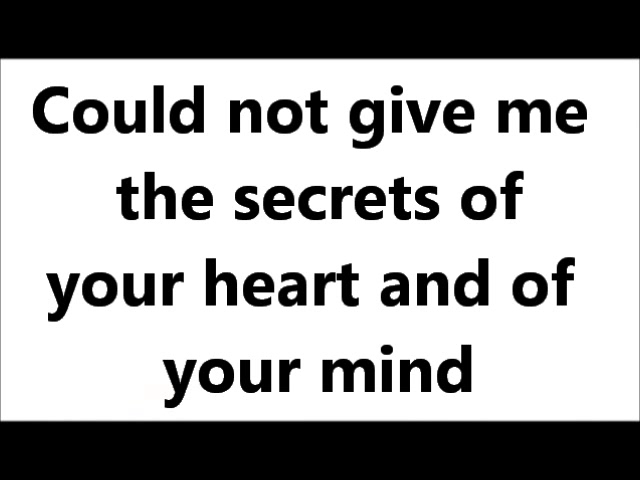 Could not give me
the secrets of
your heart and of
your mind